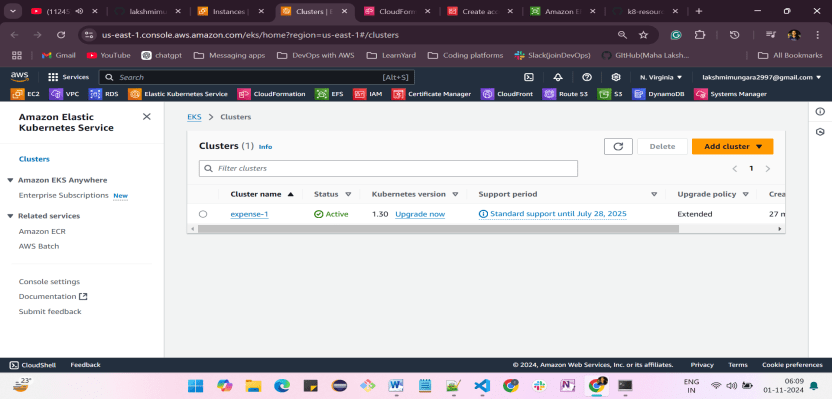 (11245
lakshmimu
Instances |
Clusters | E
CloudForm
Create acc
Amazon E
k8-resour
us-east-1.console.aws.amazon.com/eks/home?region=us-east-1#/clusters
Gmail
YouTube
chatgpt
Messaging apps
DevOps with AWS
LearnYard
Coding platforms
Slack(JoinDevOps)
GitHub(Maha Laksh...
All Bookmarks
aws
Services
Search
[Alt+S]
N. Virginia
lakshmimungara2997@gmail.com
EC2
VPC
RDS
Elastic Kubernetes Service
CloudFormation
EFS
IAM
Certificate Manager
CloudFront
Route 53
S3
DynamoDB
Systems Manager
Amazon Elastic
Kubernetes Service
Clusters
Amazon EKS Anywhere
Enterprise Subscriptions New
Related services
Amazon ECR
AWS Batch
Console settings
Documentation
Submit feedback
EKS > Clusters
Clusters (1) Info
Delete
Add cluster
Filter clusters
1
Cluster name
Status
Kubernetes version
Support period
Upgrade policy
Crea
expense-1
Active
1.30 Upgrade now
Standard support until July 28, 2025
Extended
27 m
CloudShell
Feedback
© 2024, Amazon Web Services, Inc. or its affiliates.
Privacy
Terms
Cookie preferences
23°
ENG
IN
06:09
01-11-2024